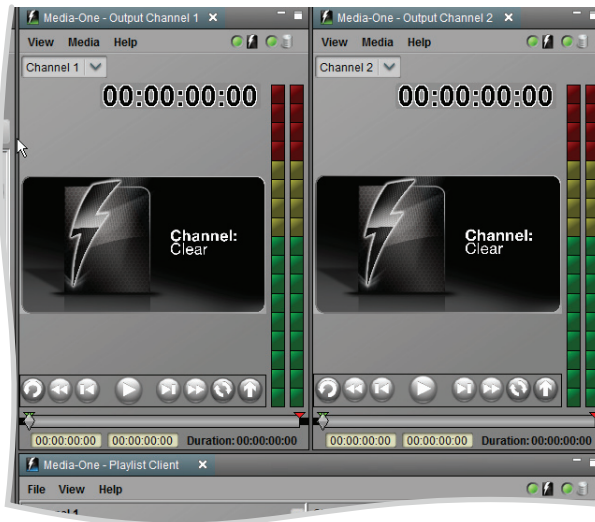 Media-One - Output Channel 1
View Media Help
Channel 1
00:00:00:00
Channel:
Clear
00:00:00:00 00:00:00:00 Duration:00:00:00:00
Media-One - Output Channel 2
View Media Help
Channel 2
00:00:00:00
Channel:
Clear
00:00:00:00 00:00:00:00 Duration:00:00:00:00
Media-One - Playlist Client
File View Help